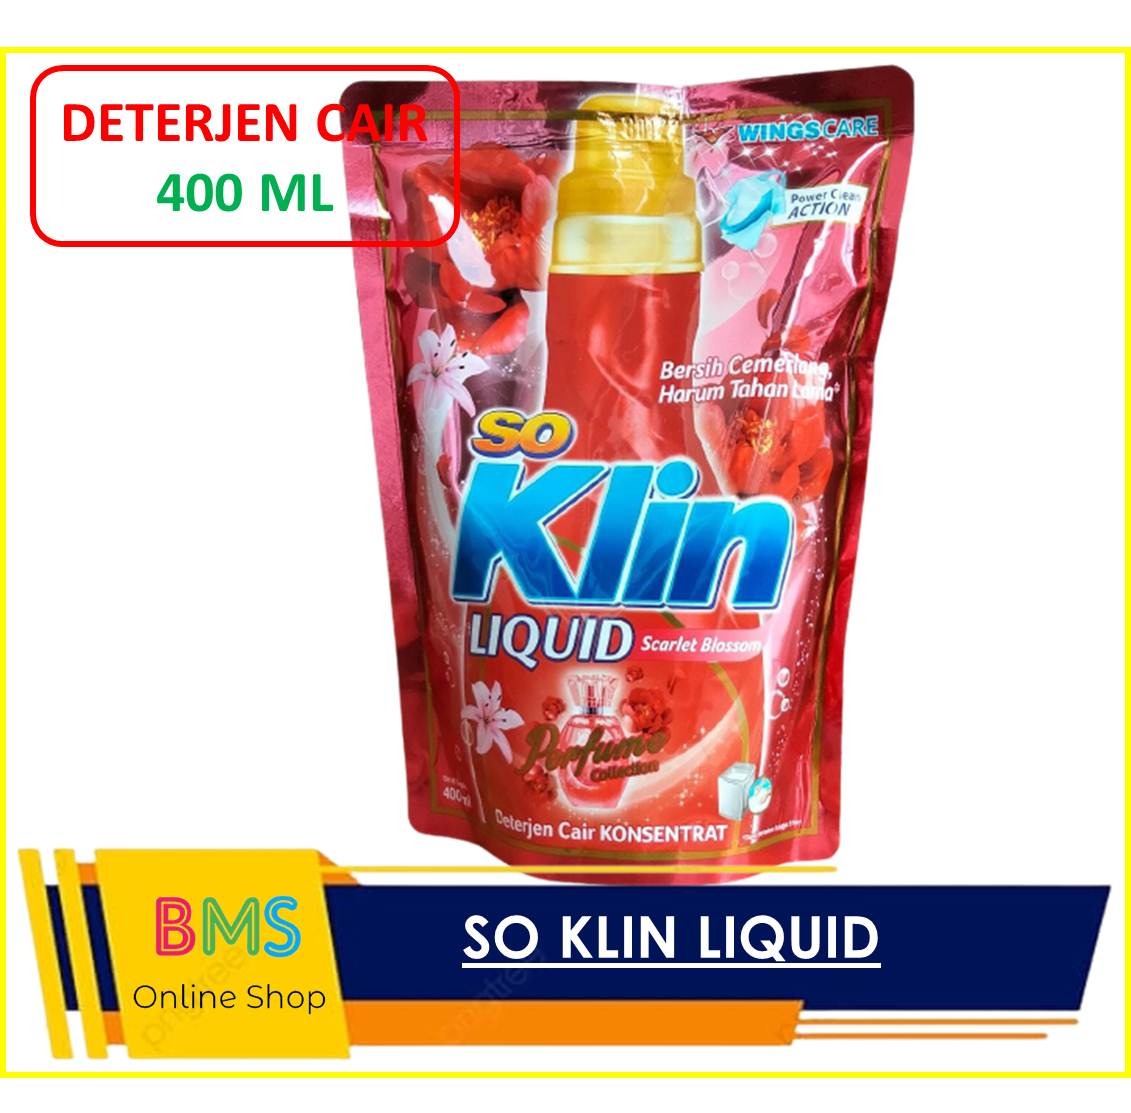 DETERJEN CAIR
400 ML
WINGSCARE
Power Clean
ACTION
Bersih Cemerlang,
Harum Tahan Lama
SO
Klin
LIQUID Scarlet Blossom
Perfume
Collection
400ml
Deterjen Cair KONSENTRAT
BMS
Online Shop
SO KLIN LIQUID